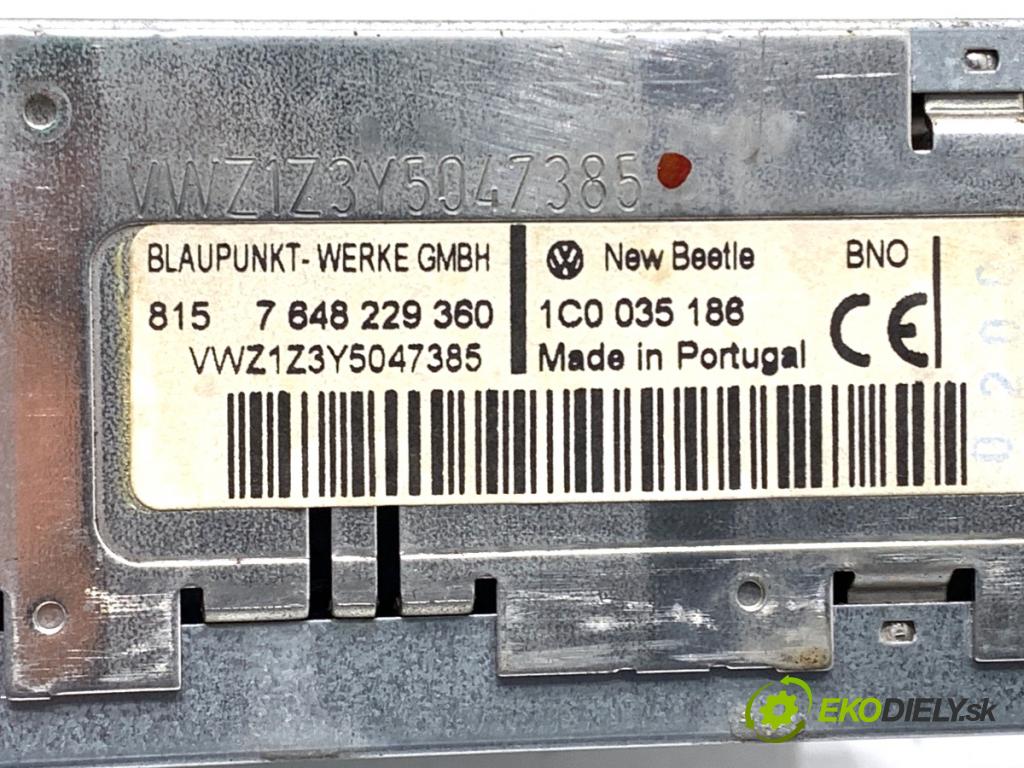 VWZ1Z3Y5047385
BLAUPUNKT-WERKE GMBH
815 7 648 229 360
VWZ1Z3Y5047385
New Beetle BNO
1C0 035 186 CE
Made in Portugal
EKODIELY.sk